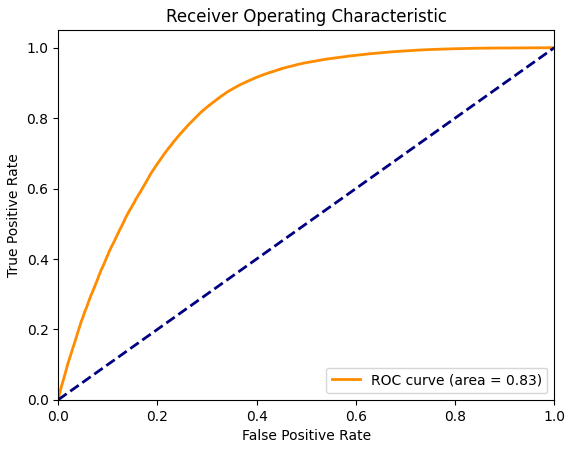 Receiver Operating Characteristic
1.0
0.8
0.6
0.4
0.2
0.0
True Positive Rate
ROC curve (area = 0.83)
0.0 0.2 0.4 0.6 0.8 1.0
False Positive Rate